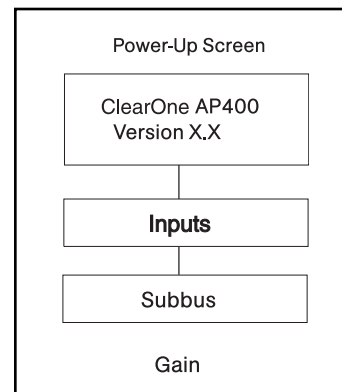 Power-Up Screen
ClearOne AP400
Version X.X
Inputs
Subbus
Gain